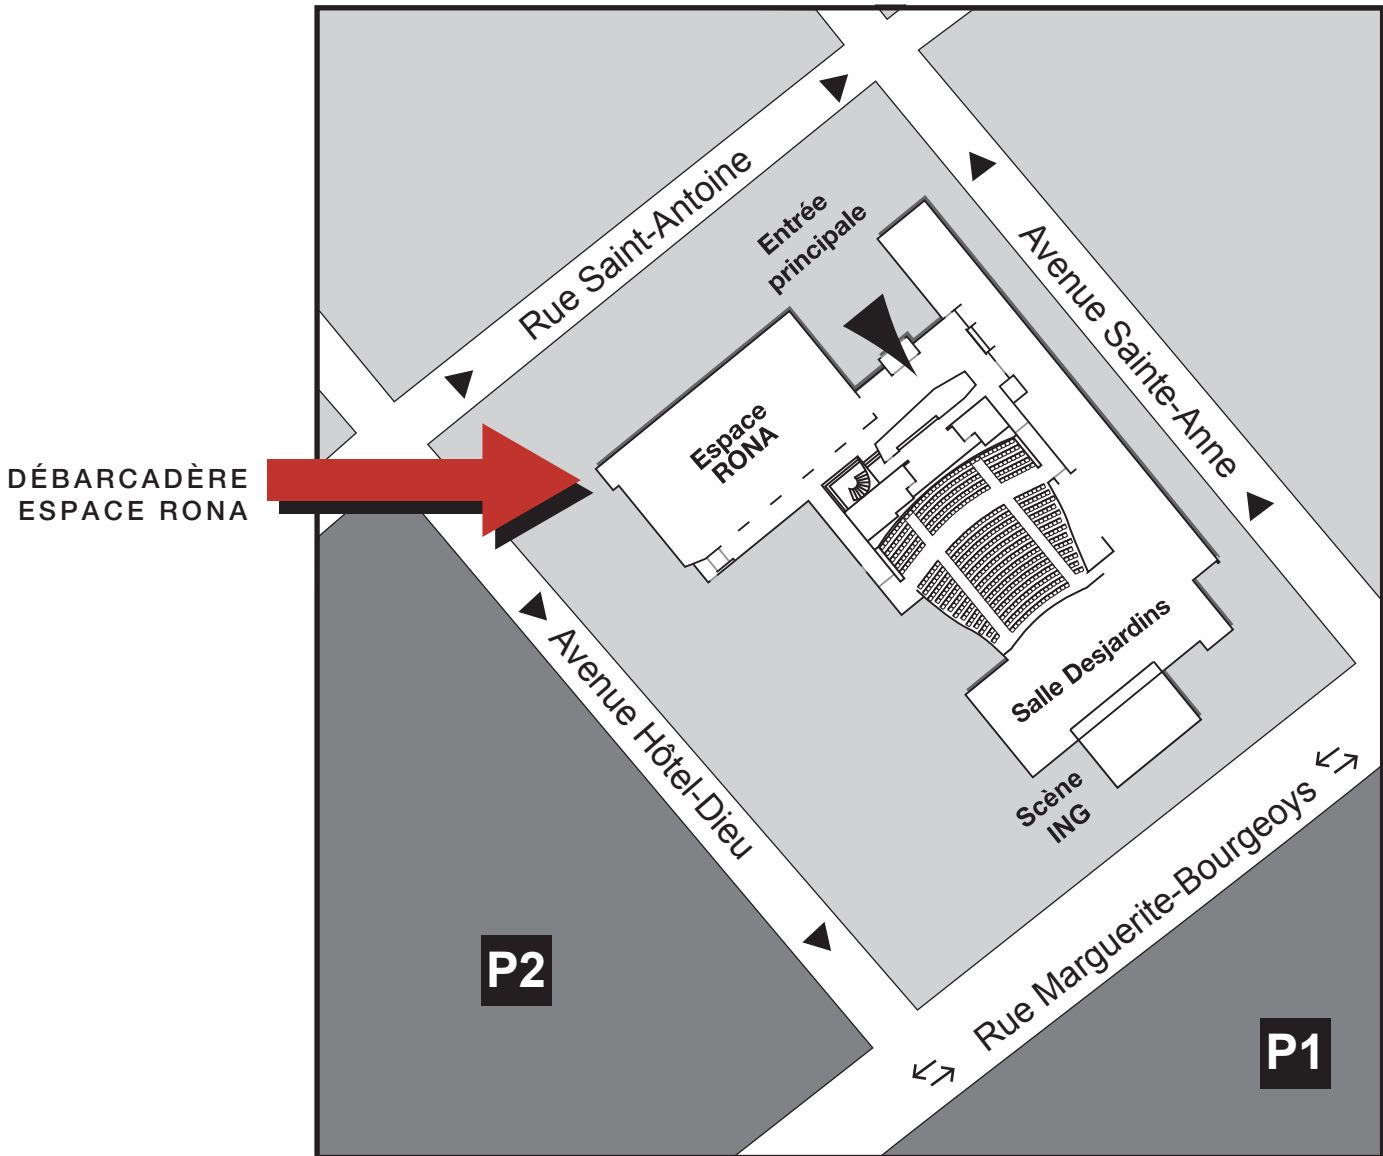 Rue Saint-Antoine
Entrée
principale
Avenue Sainte-Anne
Espace
RONA
DÉBARCADÈRE
ESPACE RONA
Salle Desjardins
Avenue Hôtel-Dieu
Scène
ING
Rue Marguerite-Bourgeoys
P2
P1